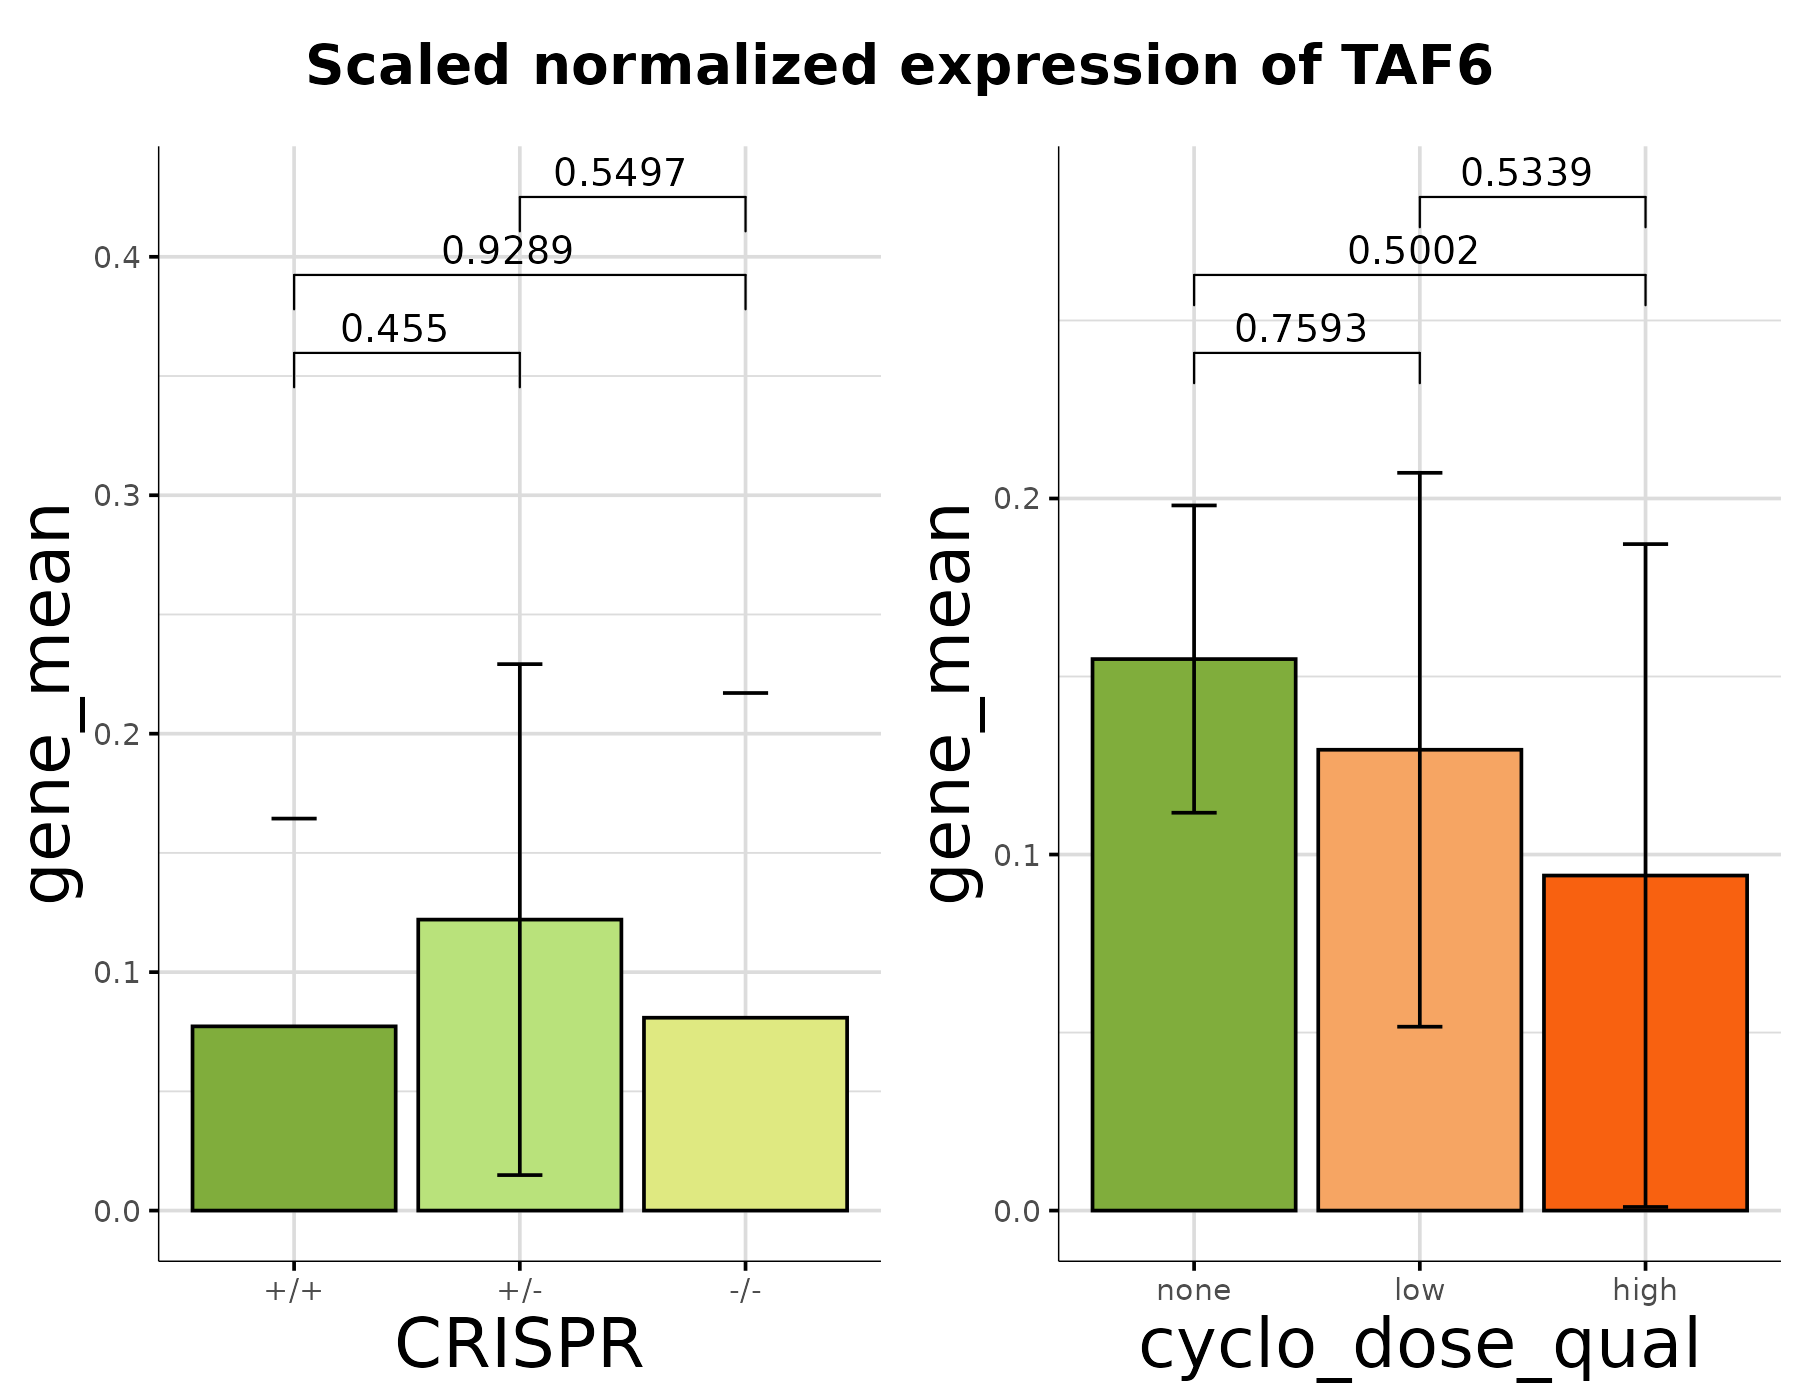 Scaled normalized expression of TAF6
gene_mean
0.4
0.3
0.2
0.1
0.0
0.5497
0.9289
0.455
+/+
+/-
-/-
CRISPR
gene_mean
0.2
0.1
0.0
0.5339
0.5002
0.7593
none
low
high
cyclo_dose_qual